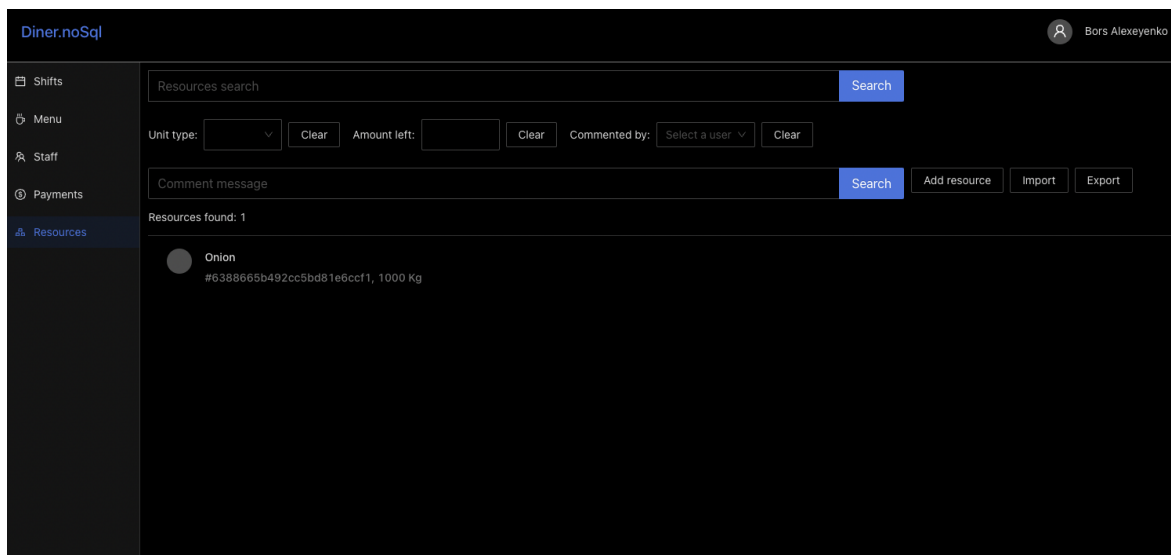 Diner.noSql
Bors Alexeyenko
Shifts
Menu
Staff
Payments
Resources
Resources search
Search
Unit type:
Clear
Amount left:
Clear
Commented by:
Select a user
Clear
Comment message
Search
Add resource
Import
Export
Resources found: 1
Onion
#6388665b492cc5bd81e6ccf1, 1000 Kg